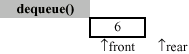 dequeue()
6
↑front ↑rear